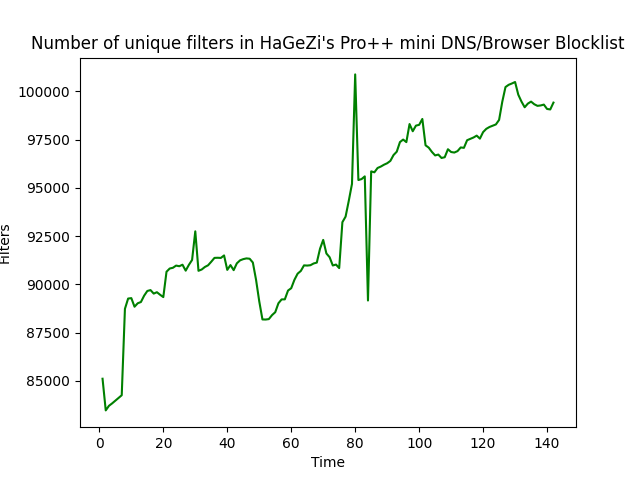 Number of unique filters in HaGeZi's Pro++ mini DNS/Browser Blocklist
100000
97500
95000
92500
90000
87500
85000
Filters
0 20 40 60 80 100 120 140
Time